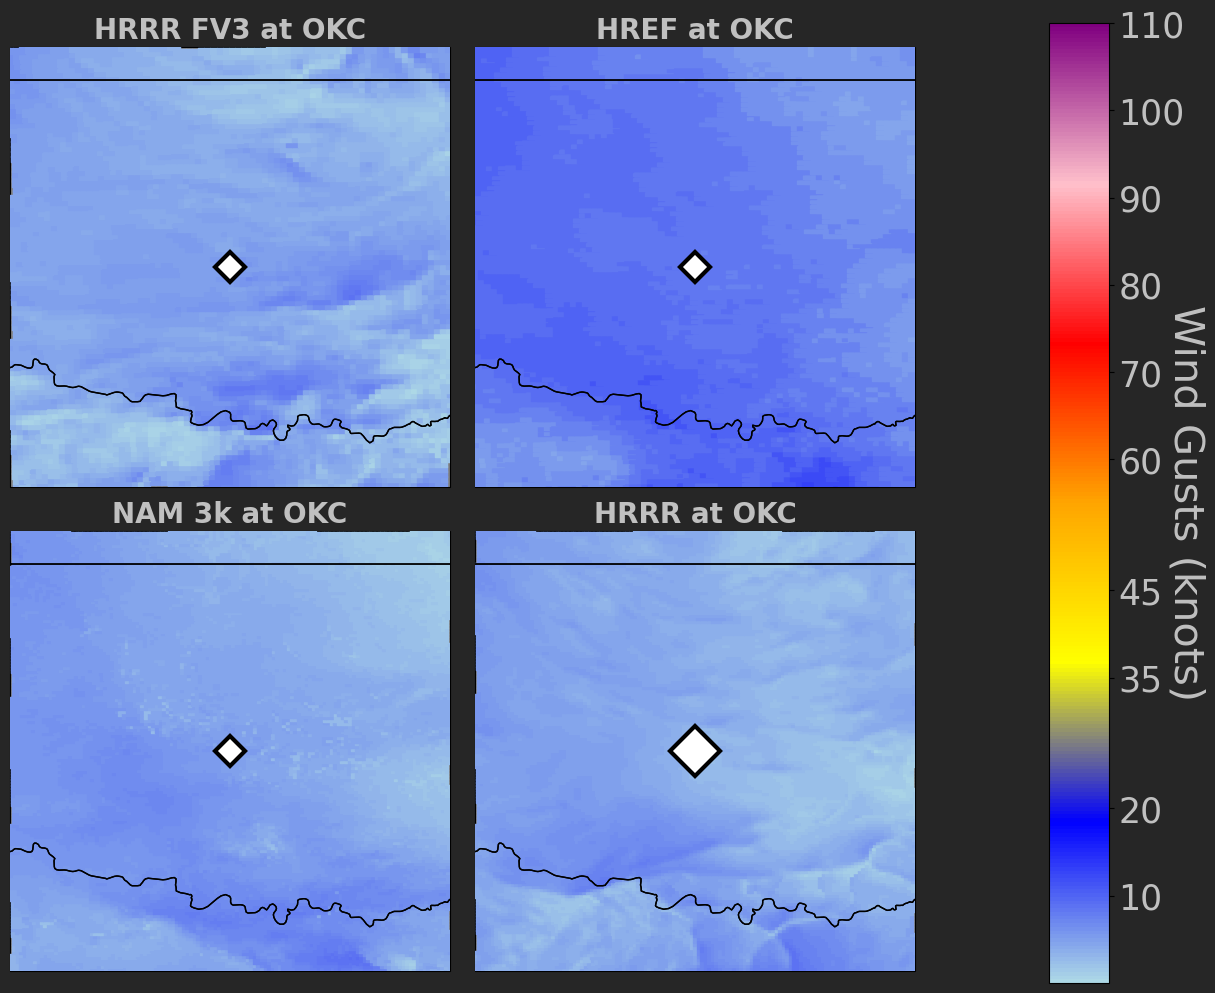 HRRR FV3 at OKC
HREF at OKC
NAM 3k at OKC
HRRR at OKC
110
100
90
80
70
60
45
35
20
10
Wind Gusts (knots)